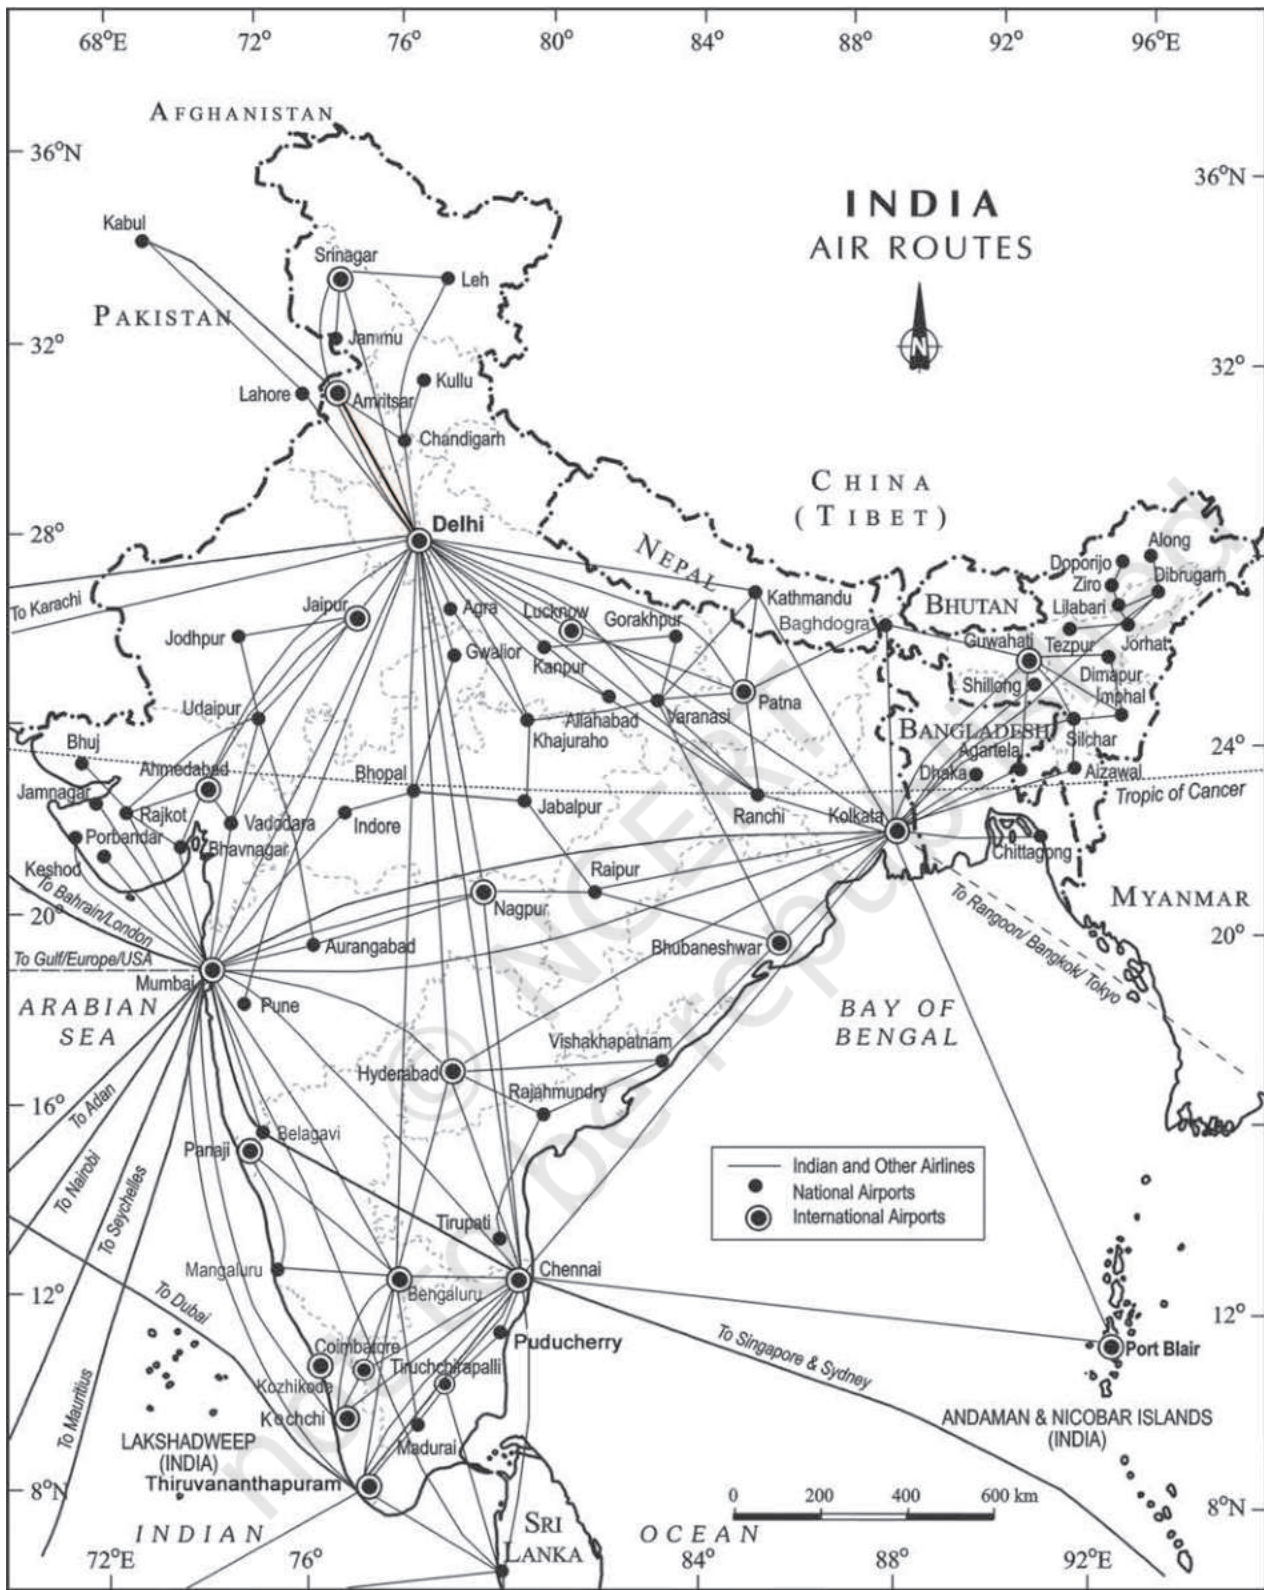 68°E 72° 76° 80° 84° 88° 92° 96°E
AFGHANISTAN
36°N
36°N
INDIA
AIR ROUTES
Kabul
Srinagar
Leh
PAKISTAN
Jammu
N
32°
32°
Kullu
Lahore
Amritsar
Chandigarh
CHINA
(TIBET)
28°
Delhi
NEPAL
Along
Doporijo
Ziro
Dibrugarh
To Karachi
Jaipur
Agra
Lucknow
Gorakhpur
Kathmandu
BHUTAN
Lilabari
Baghdogra
Jodhpur
Gwalior
Kanpur
Guwahati
Tezpur
Jorhat
Dimapur
Shillong
Imphal
Udaipur
Allahabad
Varanasi
Patna
Khajuraho
BANGLADESH
Silchar
24°
Bhuj
Ahmedabad
Bhopal
Agartela
Dhaka
Aizawal
Jamnagar
Rajkot
Jabalpur
Ranchi
Kolkata
Tropic of Cancer
Porbandar
Vadodara
Indore
Bhavnagar
Chittagong
Keshod
Raipur
To Bahrain/London
20°
Nagpur
MYANMAR
To Rangoon/ Bangkok/ Tokyo
Aurangabad
Bhubaneshwar
20°
To Gulf/Europe/USA
Mumbai
Pune
ARABIAN
SEA
BAY OF
BENGAL
Vishakhapatnam
Hyderabad
Rajahmundry
16°
To Adan
Belagavi
Panaji
To Nairobi
To Seychelles
Indian and Other Airlines
National Airports
International Airports
Tirupati
Mangaluru
Chennai
Bengaluru
12°
12°
To Dubai
Coimbatore
Puducherry
To Singapore & Sydney
Port Blair
Tiruchchirapalli
Kozhikode
To Mauritius
Kochchi
Madurai
ANDAMAN & NICOBAR ISLANDS
(INDIA)
LAKSHADWEEP
(INDIA)
Thiruvananthapuram
8°N
8°N
0 200 400 600 km
INDIAN
SRI
LANKA
OCEAN
72°E 76° 84° 88° 92°E
© NCERT
not to be republished